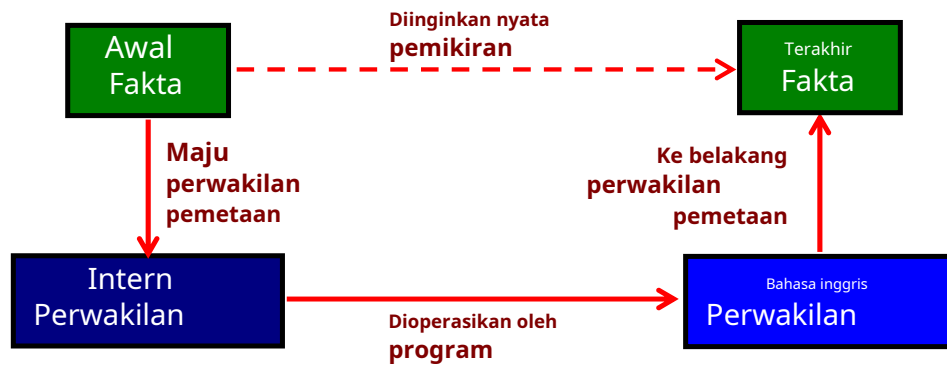 Awal
Fakta
Diinginkan nyata
pemikiran
Terakhir
Fakta
Maju
perwakilan
pemetaan
Ke belakang
perwakilan
pemetaan
Intern
Perwakilan
Dioperasikan oleh
program
Bahasa inggris
Perwakilan